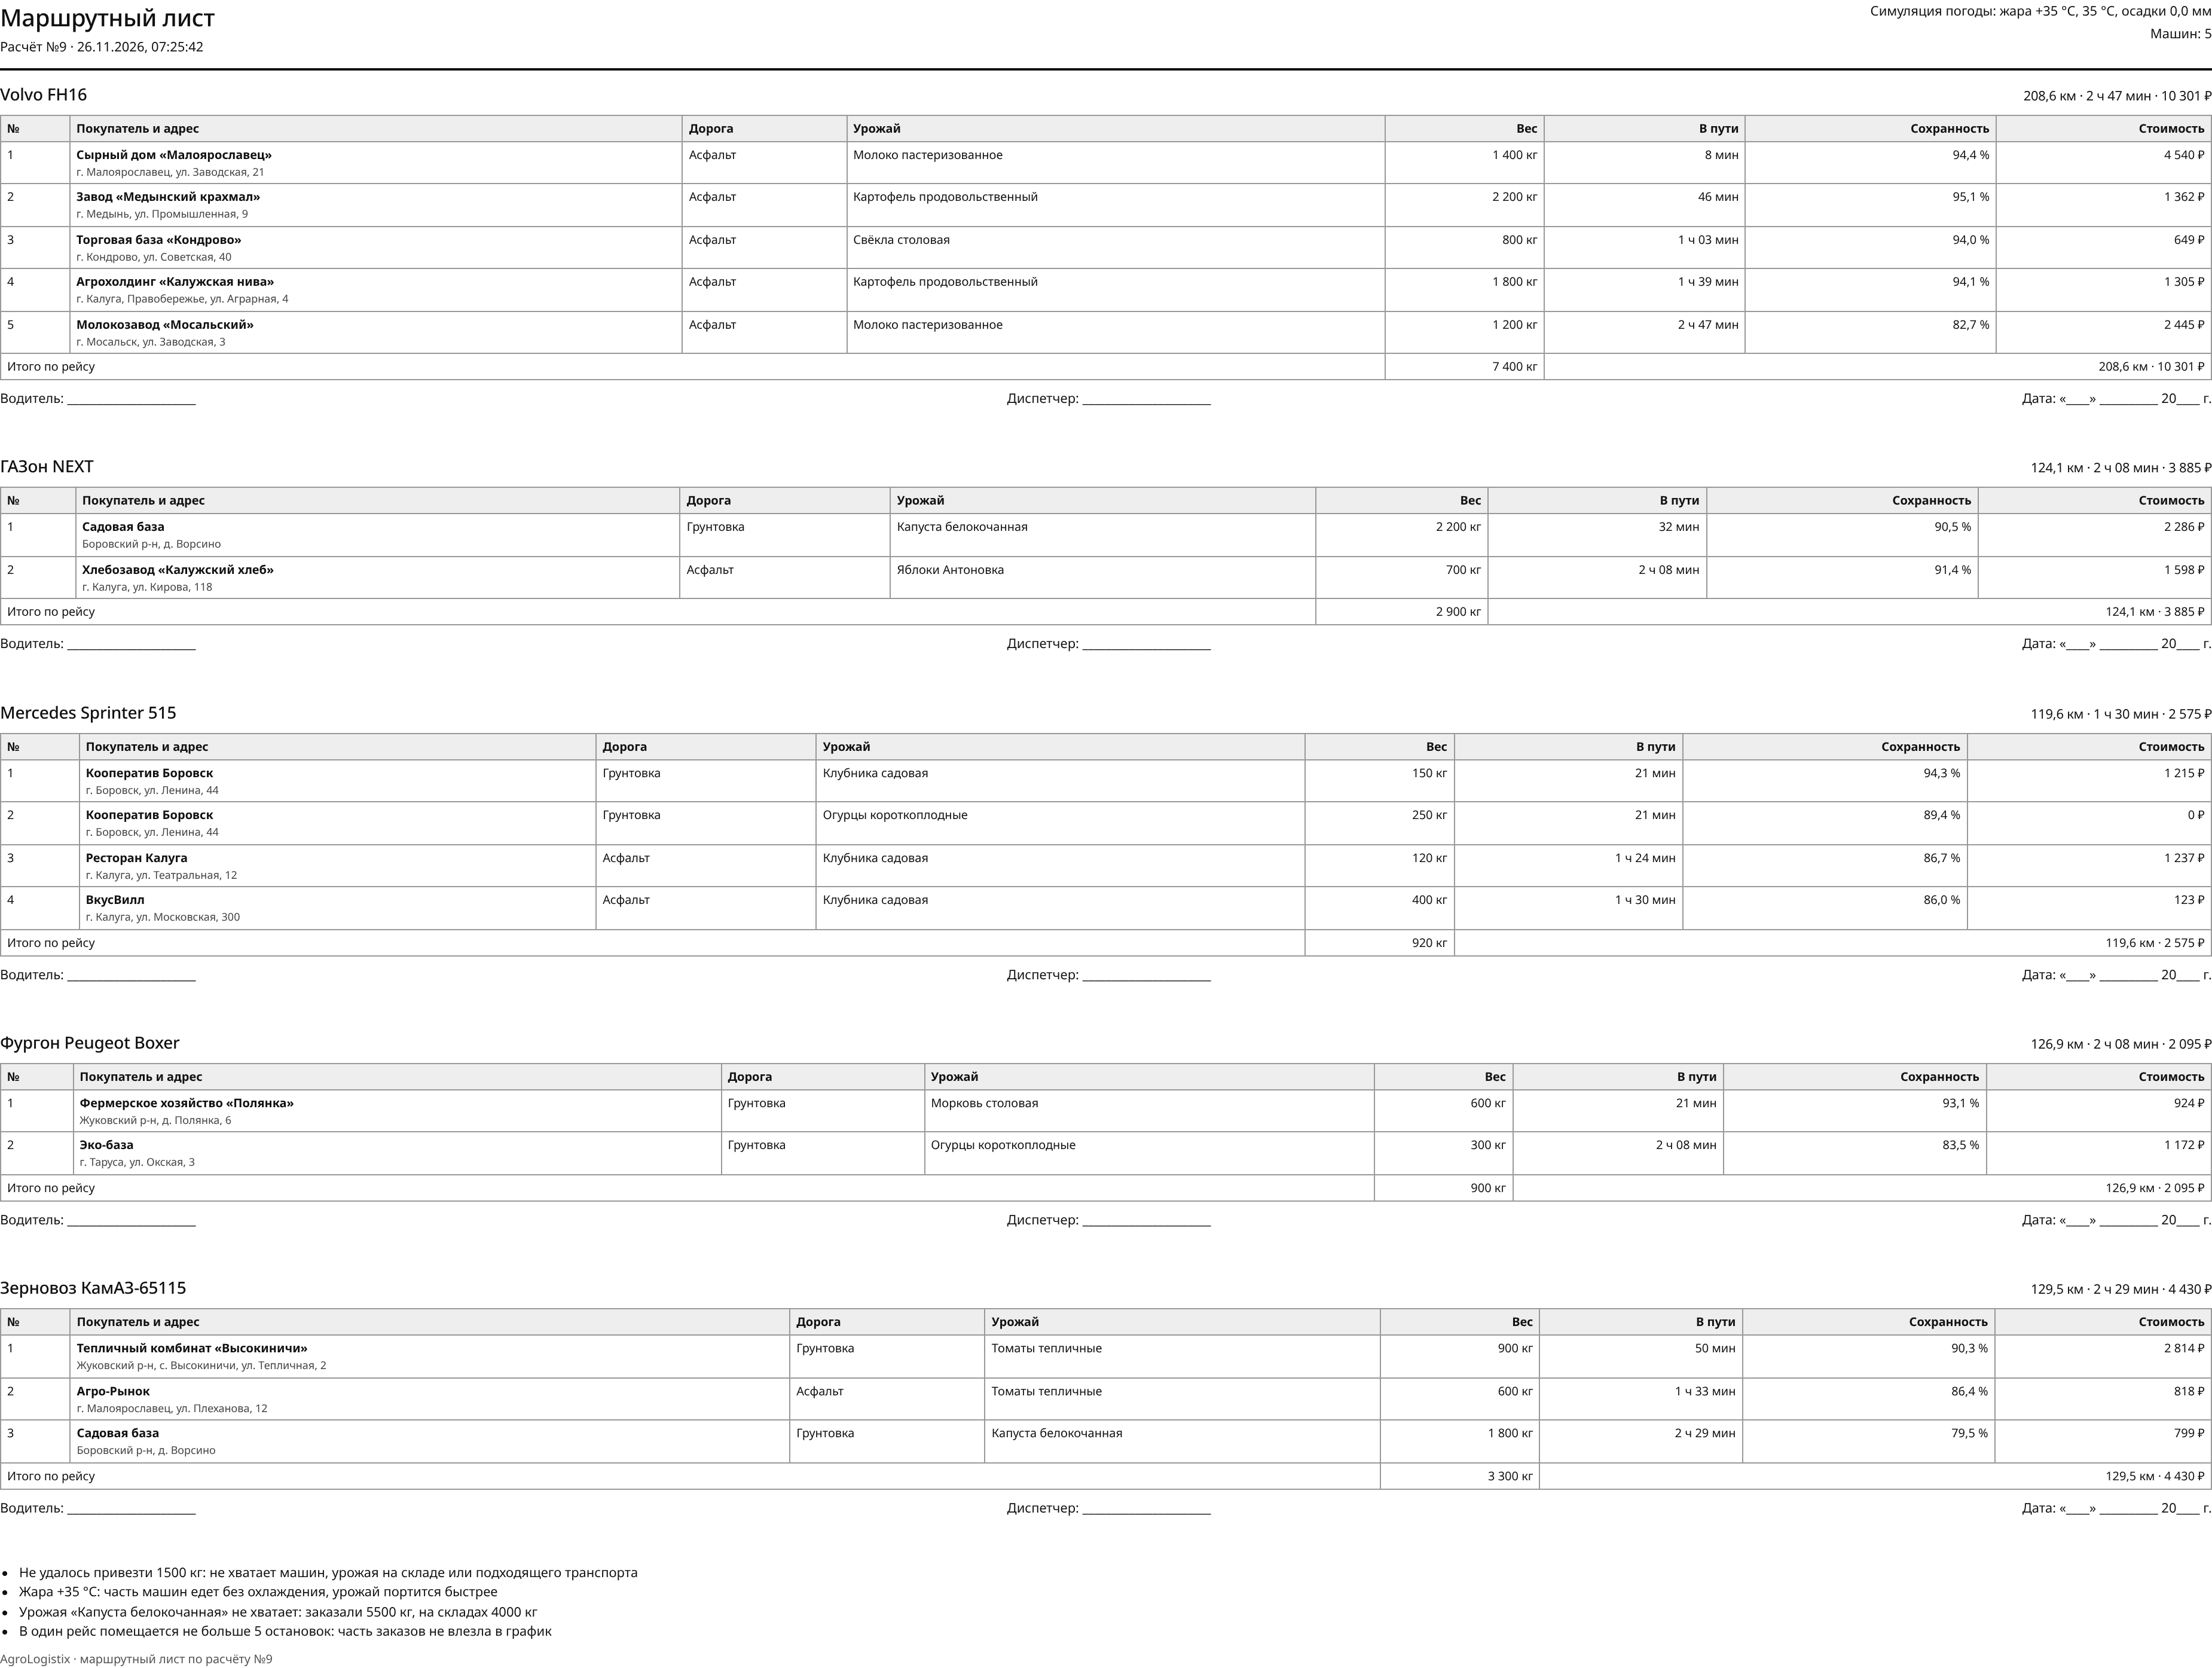 Маршрутный лист
Расчёт №9 · 26.11.2026, 07:25:42
Симуляция погоды: жара +35 °C, 35 °C, осадки 0,0 мм
Машин: 5
Volvo FH16
208,6 км · 2 ч 47 мин · 10 301 ₽
№ Покупатель и адрес Дорога Урожай Вес В пути Сохранность Стоимость
1 Сырный дом «Малоярославец» Асфальт Молоко пастеризованное 1 400 кг 8 мин 94,4 % 4 540 ₽
г. Малоярославец, ул. Заводская, 21
2 Завод «Медынский крахмал» Асфальт Картофель продовольственный 2 200 кг 46 мин 95,1 % 1 362 ₽
г. Медынь, ул. Промышленная, 9
3 Торговая база «Кондрово» Асфальт Свёкла столовая 800 кг 1 ч 03 мин 94,0 % 649 ₽
г. Кондрово, ул. Советская, 40
4 Агрохолдинг «Калужская нива» Асфальт Картофель продовольственный 1 800 кг 1 ч 39 мин 94,1 % 1 305 ₽
г. Калуга, Правобережье, ул. Аграрная, 4
5 Молокозавод «Мосальский» Асфальт Молоко пастеризованное 1 200 кг 2 ч 47 мин 82,7 % 2 445 ₽
г. Мосальск, ул. Заводская, 3
Итого по рейсу 7 400 кг 208,6 км · 10 301 ₽
Водитель: ______________________ Диспетчер: ______________________ Дата: «____» __________ 20____ г.
ГАЗон NEXT
124,1 км · 2 ч 08 мин · 3 885 ₽
№ Покупатель и адрес Дорога Урожай Вес В пути Сохранность Стоимость
1 Садовая база Грунтовка Капуста белокочанная 2 200 кг 32 мин 90,5 % 2 286 ₽
Боровский р-н, д. Ворсино
2 Хлебозавод «Калужский хлеб» Асфальт Яблоки Антоновка 700 кг 2 ч 08 мин 91,4 % 1 598 ₽
г. Калуга, ул. Кирова, 118
Итого по рейсу 2 900 кг 124,1 км · 3 885 ₽
Водитель: ______________________ Диспетчер: ______________________ Дата: «____» __________ 20____ г.
Mercedes Sprinter 515
119,6 км · 1 ч 30 мин · 2 575 ₽
№ Покупатель и адрес Дорога Урожай Вес В пути Сохранность Стоимость
1 Кооператив Боровск Грунтовка Клубника садовая 150 кг 21 мин 94,3 % 1 215 ₽
г. Боровск, ул. Ленина, 44
2 Кооператив Боровск Грунтовка Огурцы короткоплодные 250 кг 21 мин 89,4 % 0 ₽
г. Боровск, ул. Ленина, 44
3 Ресторан Калуга Асфальт Клубника садовая 120 кг 1 ч 24 мин 86,7 % 1 237 ₽
г. Калуга, ул. Театральная, 12
4 ВкусВилл Асфальт Клубника садовая 400 кг 1 ч 30 мин 86,0 % 123 ₽
г. Калуга, ул. Московская, 300
Итого по рейсу 920 кг 119,6 км · 2 575 ₽
Водитель: ______________________ Диспетчер: ______________________ Дата: «____» __________ 20____ г.
Фургон Peugeot Boxer
126,9 км · 2 ч 08 мин · 2 095 ₽
№ Покупатель и адрес Дорога Урожай Вес В пути Сохранность Стоимость
1 Фермерское хозяйство «Полянка» Грунтовка Морковь столовая 600 кг 21 мин 93,1 % 924 ₽
Жуковский р-н, д. Полянка, 6
2 Эко-база Грунтовка Огурцы короткоплодные 300 кг 2 ч 08 мин 83,5 % 1 172 ₽
г. Таруса, ул. Окская, 3
Итого по рейсу 900 кг 126,9 км · 2 095 ₽
Водитель: ______________________ Диспетчер: ______________________ Дата: «____» __________ 20____ г.
Зерновоз КамАЗ-65115
129,5 км · 2 ч 29 мин · 4 430 ₽
№ Покупатель и адрес Дорога Урожай Вес В пути Сохранность Стоимость
1 Тепличный комбинат «Высокиничи» Грунтовка Томаты тепличные 900 кг 50 мин 90,3 % 2 814 ₽
Жуковский р-н, с. Высокиничи, ул. Тепличная, 2
2 Агро-Рынок Асфальт Томаты тепличные 600 кг 1 ч 33 мин 86,4 % 818 ₽
г. Малоярославец, ул. Плеханова, 12
3 Садовая база Грунтовка Капуста белокочанная 1 800 кг 2 ч 29 мин 79,5 % 799 ₽
Боровский р-н, д. Ворсино
Итого по рейсу 3 300 кг 129,5 км · 4 430 ₽
Водитель: ______________________ Диспетчер: ______________________ Дата: «____» __________ 20____ г.
• Не удалось привезти 1500 кг: не хватает машин, урожая на складе или подходящего транспорта
• Жара +35 °C: часть машин едет без охлаждения, урожай портится быстрее
• Урожая «Капуста белокочанная» не хватает: заказали 5500 кг, на складах 4000 кг
• В один рейс помещается не больше 5 остановок: часть заказов не влезла в график
AgroLogistix · маршрутный лист по расчёту №9